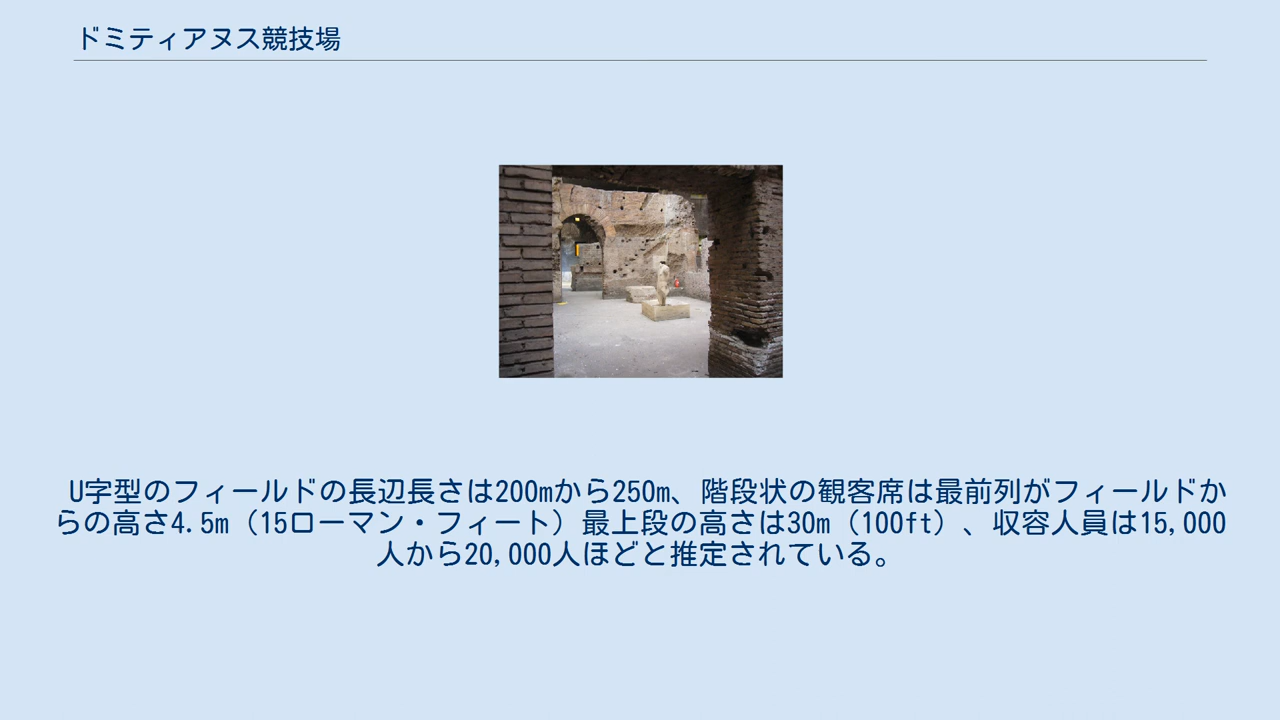 ドミティアヌス競技場
U字型のフィールドの長辺長さは200mから250m、階段状の観客席は最前列がフィールドか
らの高さ4.5m（15ローマン・フィート）最上段の高さは30m（100ft）、収容人員は15,000
人から20,000人ほどと推定されている。